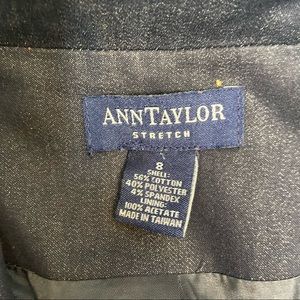 ANNTAYLOR
STRETCH
8
SHELL:
56% COTTON
40% POLYESTER
4% SPANDEX
LINING:
100% ACETATE
MADE IN TAIWAN